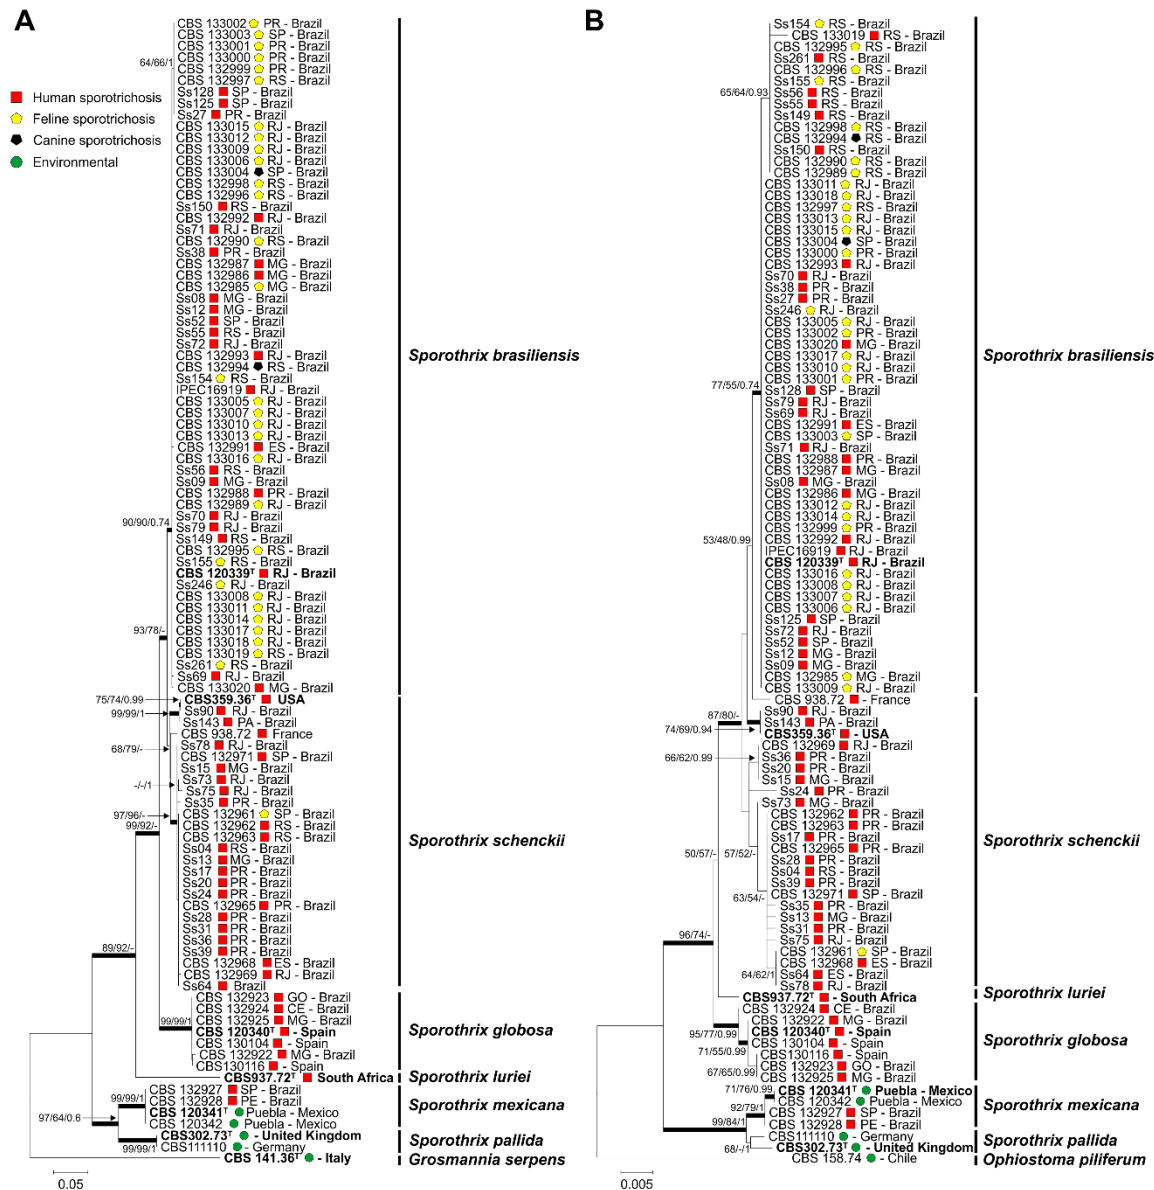 A
CBS 133002 PR - Brazil
CBS 133003 SP - Brazil
CBS 133001 PR - Brazil
CBS 133000 PR - Brazil
CBS 132999 PR - Brazil
CBS 132997 RS - Brazil
Ss128 SP - Brazil
Ss125 SP - Brazil
Ss27 PR - Brazil
CBS 133015 RJ - Brazil
CBS 133012 RJ - Brazil
CBS 133009 RJ - Brazil
CBS 133006 RJ - Brazil
CBS 133004 SP - Brazil
CBS 132998 RS - Brazil
CBS 132996 RS - Brazil
Ss150 RS - Brazil
CBS 132992 RJ - Brazil
Ss71 RJ - Brazil
CBS 132990 RS - Brazil
Ss38 PR - Brazil
CBS 132987 MG - Brazil
CBS 132986 MG - Brazil
CBS 132985 MG - Brazil
Ss08 MG - Brazil
Ss12 MG - Brazil
Ss52 SP - Brazil
Ss55 RS - Brazil
Ss72 RJ - Brazil
CBS 132993 RJ - Brazil
CBS 132994 RS - Brazil
Ss154 RS - Brazil
IPEC16919 RJ - Brazil
CBS 133005 RJ - Brazil
CBS 133007 RJ - Brazil
CBS 133010 RJ - Brazil
CBS 133013 RJ - Brazil
CBS 132991 ES - Brazil
CBS 133016 RJ - Brazil
Ss56 RS - Brazil
Ss09 MG - Brazil
CBS 132988 PR - Brazil
CBS 132989 RJ - Brazil
Ss70 RJ - Brazil
Ss79 RJ - Brazil
Ss149 RS - Brazil
CBS 132995 RS - Brazil
Ss155 RS - Brazil
CBS 120339ᵀ RJ - Brazil
Ss246 RJ - Brazil
CBS 133008 RJ - Brazil
CBS 133011 RJ - Brazil
CBS 133014 RJ - Brazil
CBS 133017 RJ - Brazil
CBS 133018 RJ - Brazil
CBS 133019 RS - Brazil
Ss261 RS - Brazil
Ss69 RJ - Brazil
CBS 133020 MG - Brazil
CBS359.36ᵀ USA
Ss90 RJ - Brazil
Ss143 PA - Brazil
CBS 938.72 France
Ss78 RJ - Brazil
CBS 132971 SP - Brazil
Ss15 MG - Brazil
Ss73 RJ - Brazil
Ss75 RJ - Brazil
Ss35 PR - Brazil
CBS 132961 SP - Brazil
CBS 132962 RS - Brazil
CBS 132963 RS - Brazil
Ss04 RS - Brazil
Ss13 MG - Brazil
Ss17 PR - Brazil
Ss20 PR - Brazil
Ss24 PR - Brazil
CBS 132965 PR - Brazil
Ss28 PR - Brazil
Ss31 PR - Brazil
Ss36 PR - Brazil
Ss39 PR - Brazil
CBS 132968 ES - Brazil
CBS 132969 RJ - Brazil
Ss64 Brazil
CBS 132923 GO - Brazil
CBS 132924 CE - Brazil
CBS 132925 MG - Brazil
CBS 120340ᵀ - Spain
CBS 130104 - Spain
CBS 132922 MG - Brazil
CBS130116 - Spain
CBS937.72ᵀ South Africa
CBS 132927 SP - Brazil
CBS 132928 PE - Brazil
CBS 120341ᵀ Puebla - Mexico
CBS 120342 Puebla - Mexico
CBS302.73ᵀ - United Kingdom
CBS111110 - Germany
CBS 141.36ᵀ - Italy
64/66/1
90/90/0.74
93/78/-
75/74/0.99
99/99/1
68/79/-
-/-/1
97/96/-
99/92/-
89/92/-
99/99/1
99/99/1
97/64/0.6
99/99/1
0.05
Human sporotrichosis
Feline sporotrichosis
Canine sporotrichosis
Environmental
Sporothrix brasiliensis
Sporothrix schenckii
Sporothrix globosa
Sporothrix luriei
Sporothrix mexicana
Sporothrix pallida
Grosmannia serpens
B
Ss154 RS - Brazil
CBS 133019 RS - Brazil
CBS 132995 RS - Brazil
Ss261 RS - Brazil
CBS 132996 RS - Brazil
Ss155 RS - Brazil
Ss56 RS - Brazil
Ss55 RS - Brazil
Ss149 RS - Brazil
CBS 132998 RS - Brazil
CBS 132994 RS - Brazil
Ss150 RS - Brazil
CBS 132990 RS - Brazil
CBS 132989 RS - Brazil
CBS 133011 RJ - Brazil
CBS 133018 RJ - Brazil
CBS 132997 RS - Brazil
CBS 133013 RJ - Brazil
CBS 133015 RJ - Brazil
CBS 133004 SP - Brazil
CBS 133000 PR - Brazil
CBS 132993 RJ - Brazil
Ss70 RJ - Brazil
Ss38 PR - Brazil
Ss27 PR - Brazil
Ss246 RJ - Brazil
CBS 133005 RJ - Brazil
CBS 133002 PR - Brazil
CBS 133020 MG - Brazil
CBS 133017 RJ - Brazil
CBS 133010 RJ - Brazil
CBS 133001 PR - Brazil
Ss128 SP - Brazil
Ss79 RJ - Brazil
Ss69 RJ - Brazil
CBS 132991 ES - Brazil
CBS 133003 SP - Brazil
Ss71 RJ - Brazil
CBS 132988 PR - Brazil
CBS 132987 MG - Brazil
Ss08 MG - Brazil
CBS 132986 MG - Brazil
CBS 133012 RJ - Brazil
CBS 133014 RJ - Brazil
CBS 132999 PR - Brazil
CBS 132992 RJ - Brazil
IPEC16919 RJ - Brazil
CBS 120339ᵀ RJ - Brazil
CBS 133016 RJ - Brazil
CBS 133008 RJ - Brazil
CBS 133007 RJ - Brazil
CBS 133006 RJ - Brazil
Ss125 SP - Brazil
Ss72 RJ - Brazil
Ss52 SP - Brazil
Ss12 MG - Brazil
Ss09 MG - Brazil
CBS 132985 MG - Brazil
CBS 133009 RJ - Brazil
CBS 938.72 - France
Ss90 RJ - Brazil
Ss143 PA - Brazil
CBS359.36ᵀ - USA
CBS 132969 RJ - Brazil
Ss36 PR - Brazil
Ss20 PR - Brazil
Ss15 MG - Brazil
Ss24 PR - Brazil
Ss73 MG - Brazil
CBS 132962 PR - Brazil
CBS 132963 PR - Brazil
Ss17 PR - Brazil
CBS 132965 PR - Brazil
Ss28 PR - Brazil
Ss04 RS - Brazil
Ss39 PR - Brazil
CBS 132971 SP - Brazil
Ss35 PR - Brazil
Ss13 MG - Brazil
Ss31 PR - Brazil
Ss75 RJ - Brazil
CBS 132961 SP - Brazil
CBS 132968 ES - Brazil
Ss64 ES - Brazil
Ss78 RJ - Brazil
CBS937.72ᵀ - South Africa
CBS 132924 CE - Brazil
CBS 132922 MG - Brazil
CBS 120340ᵀ - Spain
CBS 130104 - Spain
CBS130116 - Spain
CBS 132923 GO - Brazil
CBS 132925 MG - Brazil
CBS 120341ᵀ Puebla - Mexico
CBS 120342 Puebla - Mexico
CBS 132927 SP - Brazil
CBS 132928 PE - Brazil
CBS111110 - Germany
CBS302.73ᵀ - United Kingdom
CBS 158.74 - Chile
65/64/0.93
77/55/0.74
53/48/0.99
87/80/-
74/69/0.94
66/62/0.99
50/57/-
57/52/-
63/54/-
96/74/-
64/62/1
95/77/0.99
71/55/0.99
67/65/0.99
71/76/0.99
92/79/1
99/84/1
68/-/1
0.005
Sporothrix brasiliensis
Sporothrix schenckii
Sporothrix luriei
Sporothrix globosa
Sporothrix mexicana
Sporothrix pallida
Ophiostoma piliferum